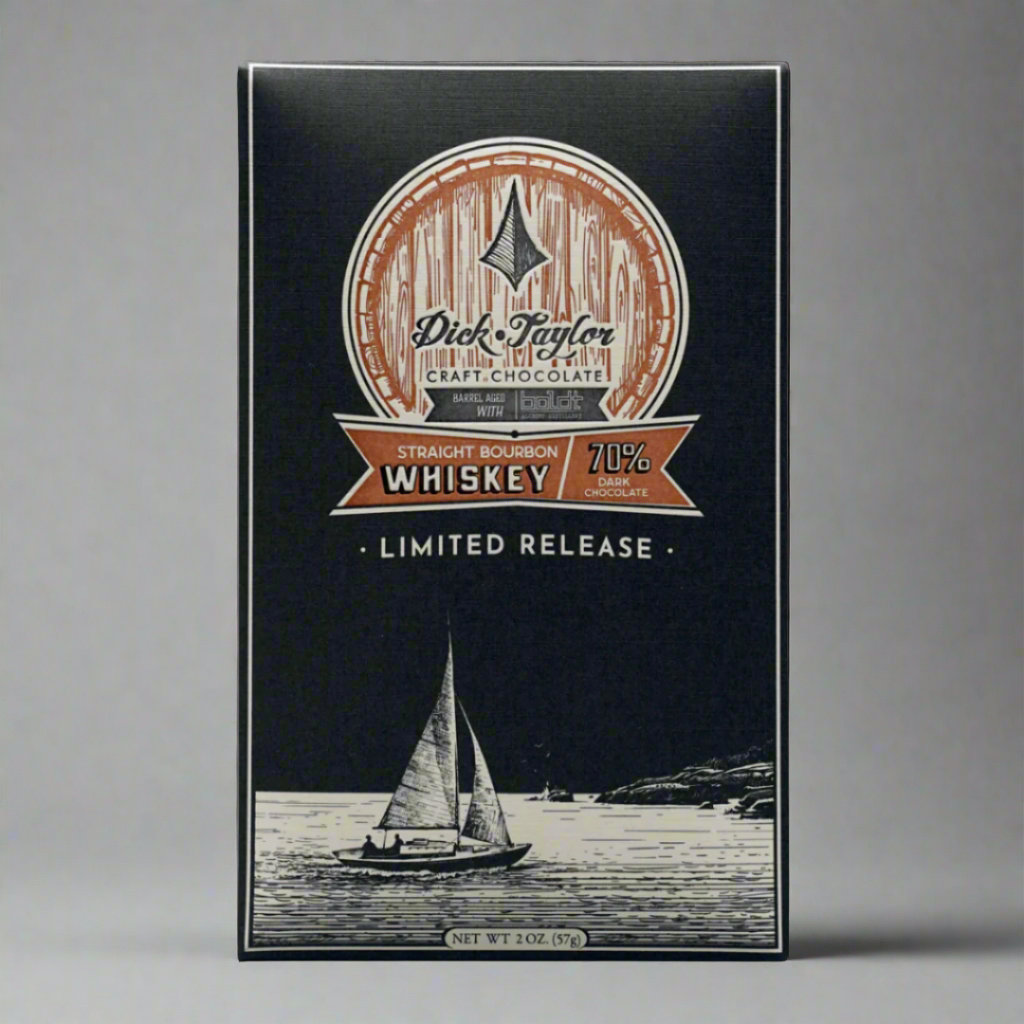 Dick • Taylor
CRAFT CHOCOLATE
BARREL AGED
WITH
boldt
STRAIGHT BOURBON
WHISKEY
70%
DARK
CHOCOLATE
· LIMITED RELEASE ·
NET WT 2 OZ. (57g)